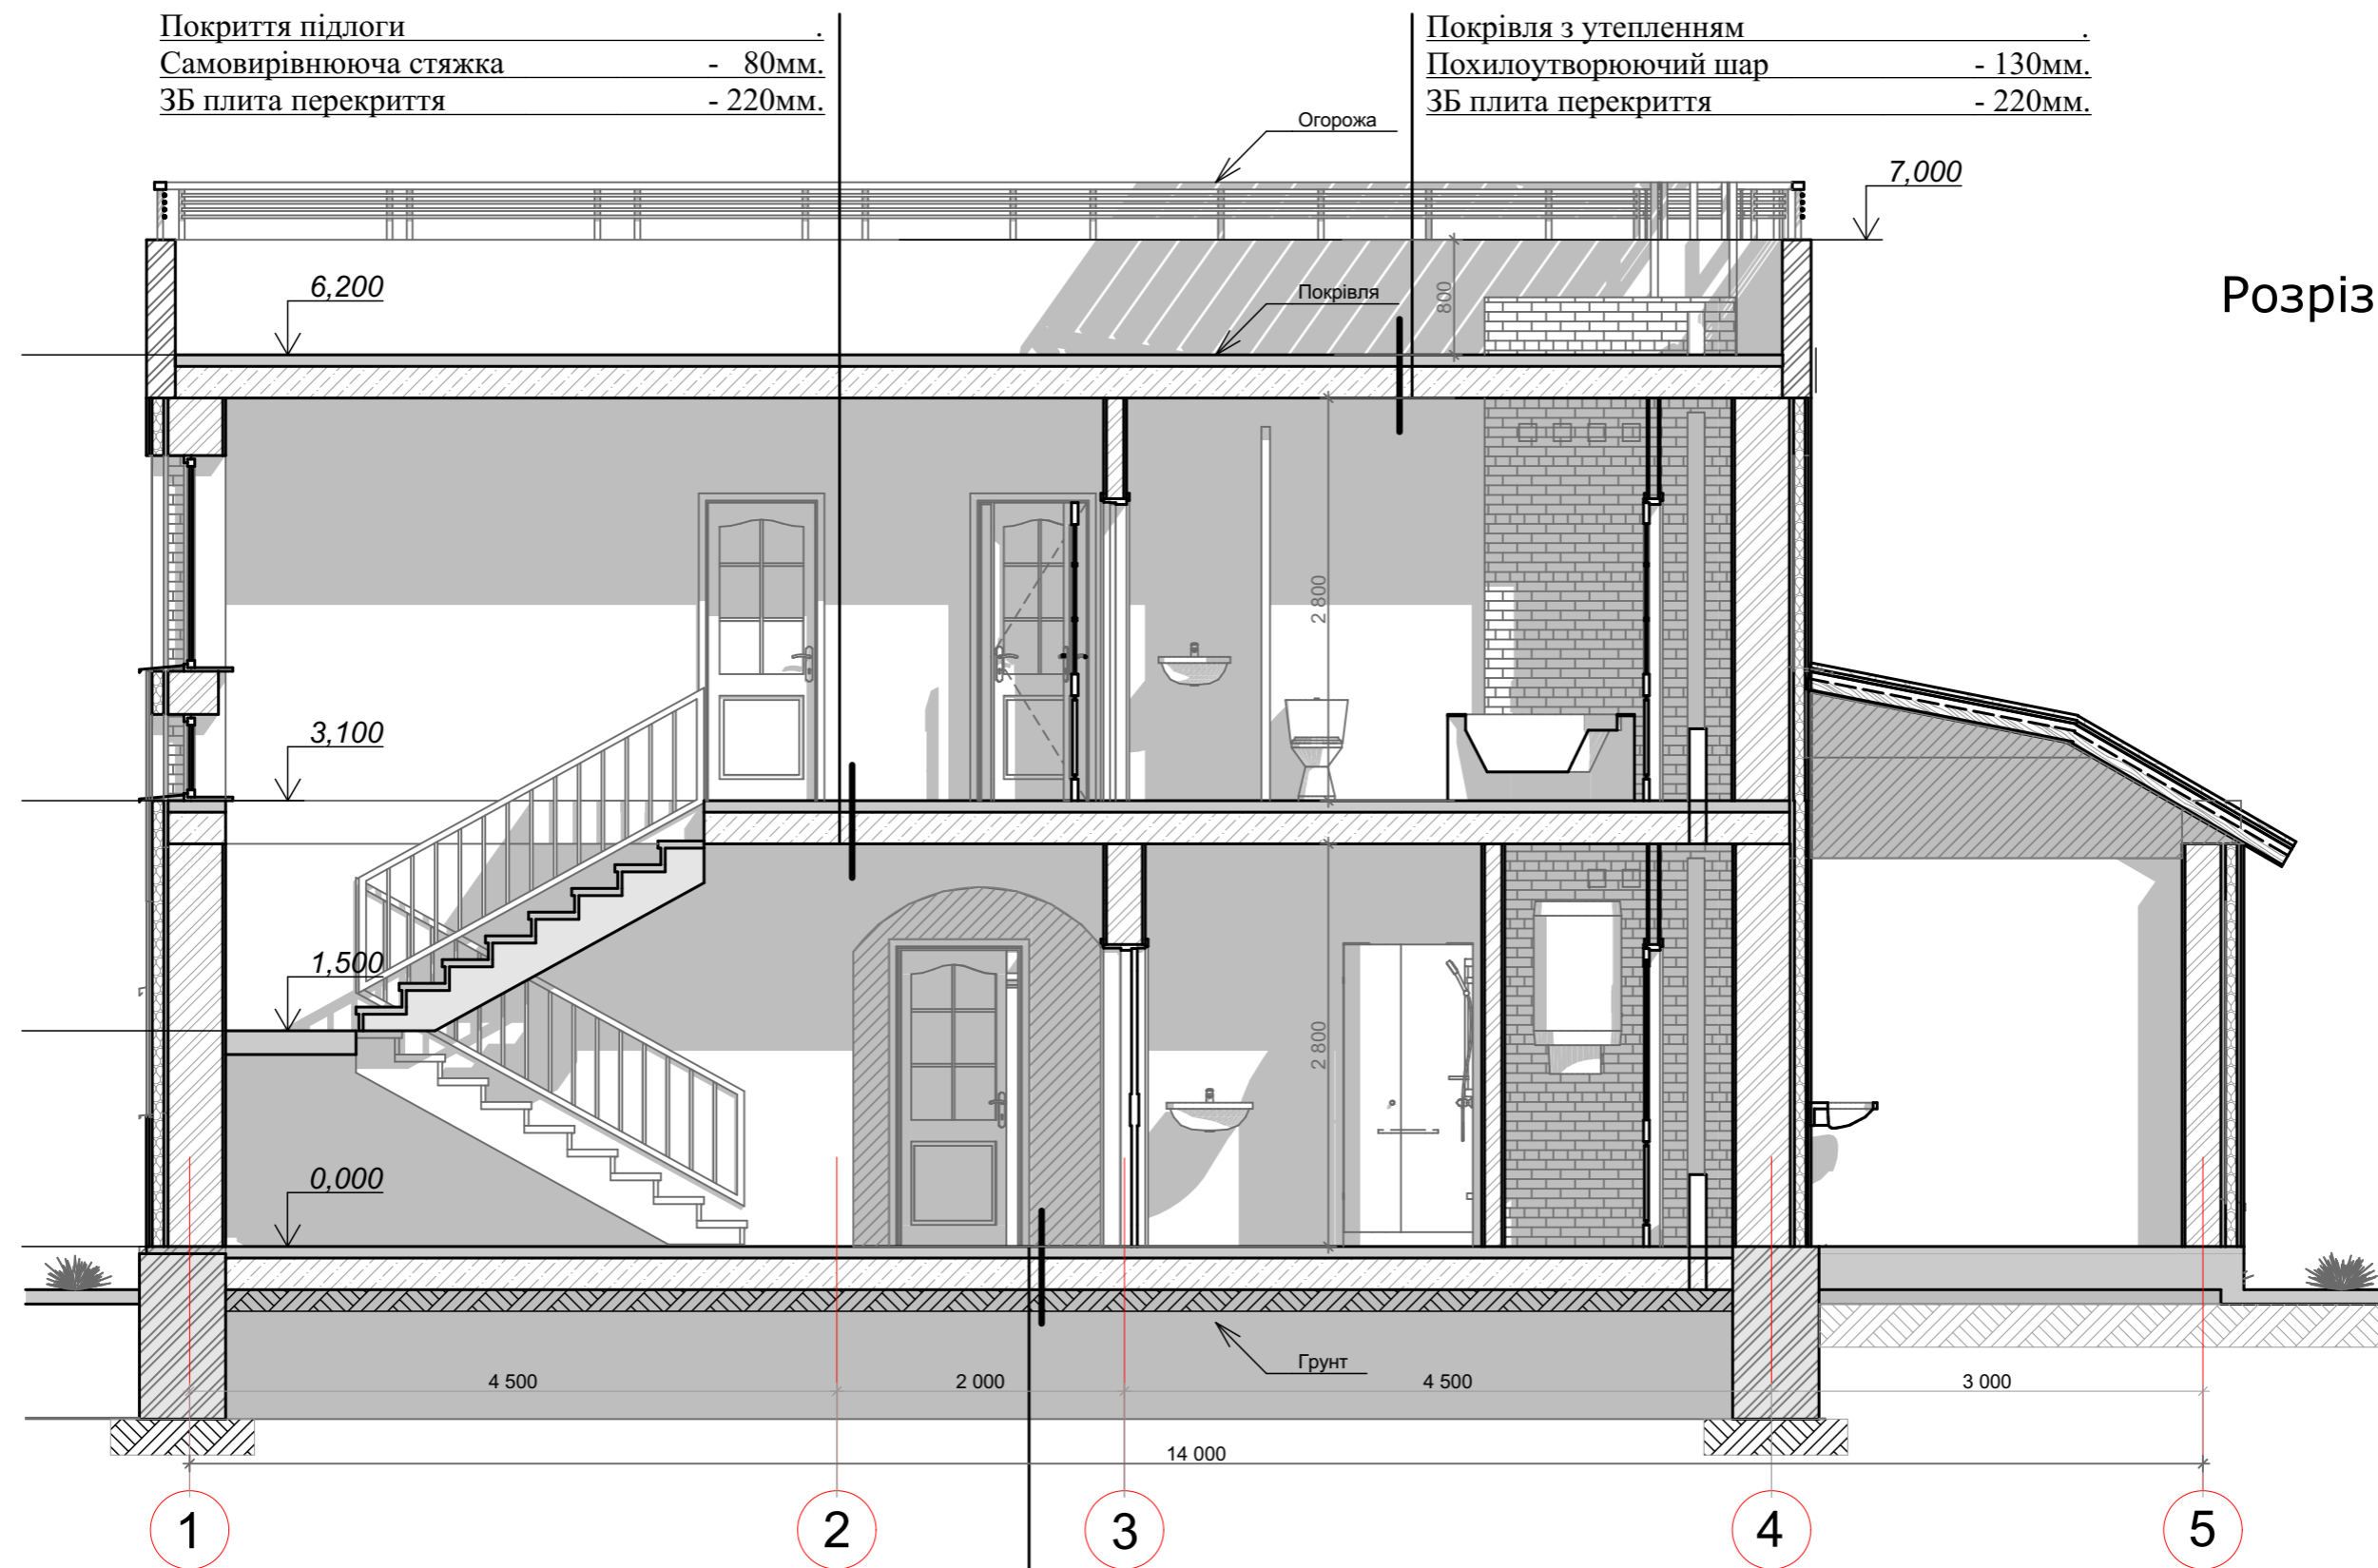 Покриття підлоги .
Самовирівнююча стяжка - 80мм.
ЗБ плита перекриття - 220мм.
Покрівля з утепленням .
Похилоутворюючий шар - 130мм.
ЗБ плита перекриття - 220мм.
Огорожа
7,000
Розріз
6,200
Покрівля
800
2 800
3,100
1,500
2 800
0,000
Грунт
4 500
2 000
4 500
3 000
14 000
1
2
3
4
5